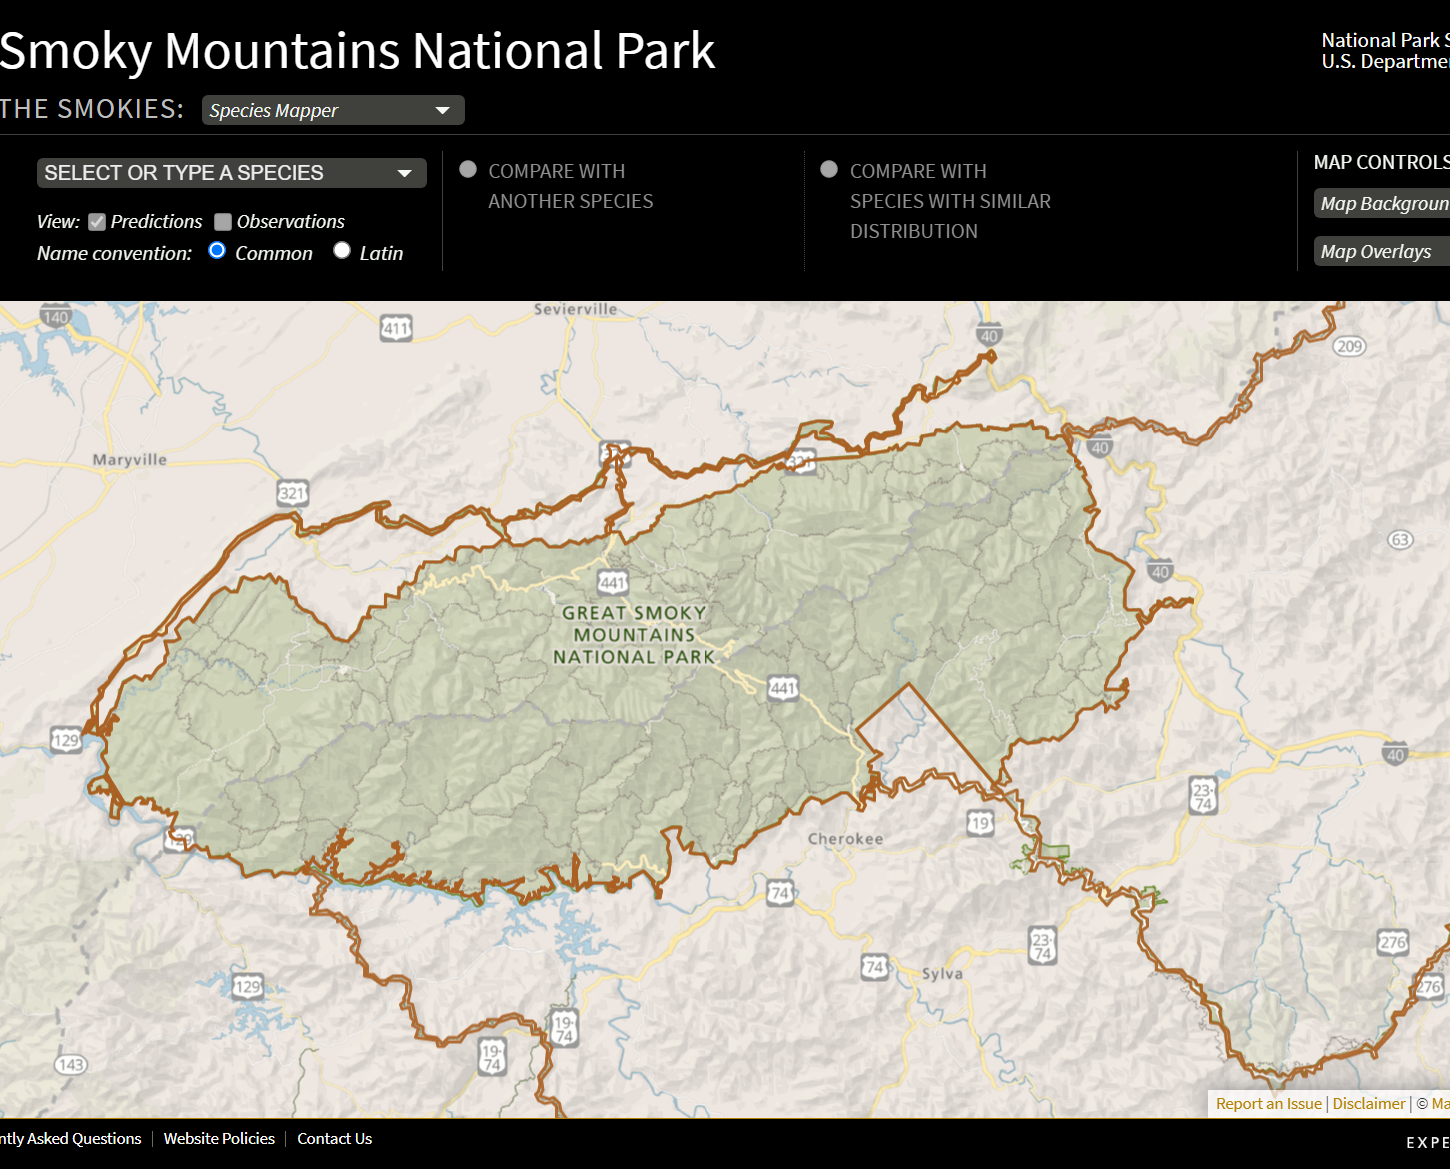 Smoky Mountains National Park
National Park S
U.S. Departme
THE SMOKIES:
Species Mapper
SELECT OR TYPE A SPECIES
View: Predictions Observations
Name convention: Common Latin
COMPARE WITH
ANOTHER SPECIES
COMPARE WITH
SPECIES WITH SIMILAR
DISTRIBUTION
MAP CONTROLS
Map Backgroun
Map Overlays
140
Sevierville
411
40
209
Maryville
321
321
40
321
63
40
441
GREAT SMOKY
MOUNTAINS
NATIONAL PARK
441
129
40
23-
74
19
Cherokee
129
74
276
23-
74
74
Sylva
129
276
19-
74
19-
74
143
Report an Issue | Disclaimer | © Ma
ntly Asked Questions
Website Policies
Contact Us
EXPE